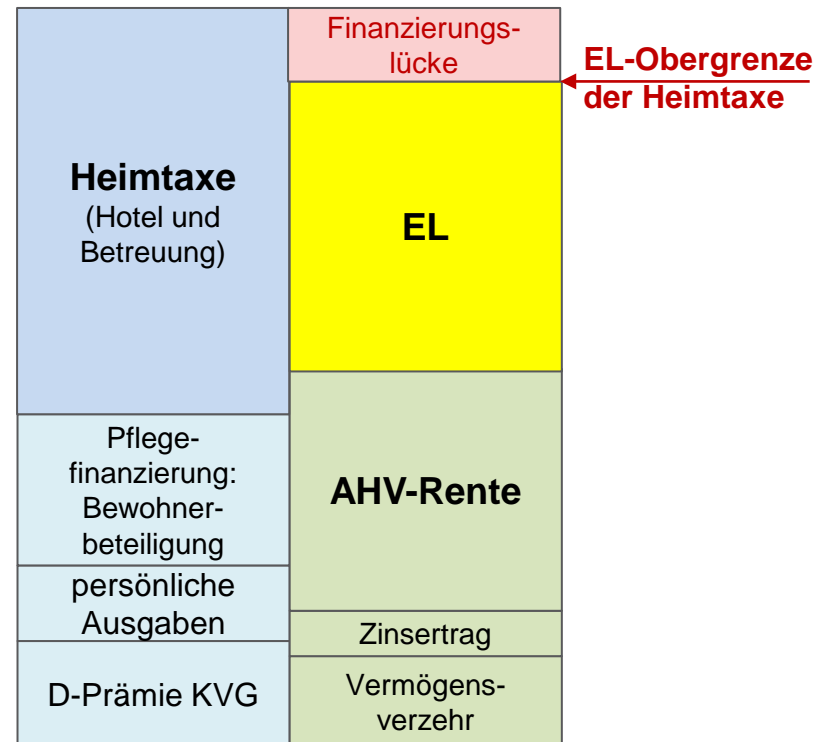 Heimtaxe
(Hotel und
Betreuung)
Pflege-
finanzierung:
Bewohner-
beteiligung
persönliche
Ausgaben
D-Prämie KVG
Finanzierungs-
lücke
EL
AHV-Rente
Zinsertrag
Vermögens-
verzehr
EL-Obergrenze
der Heimtaxe